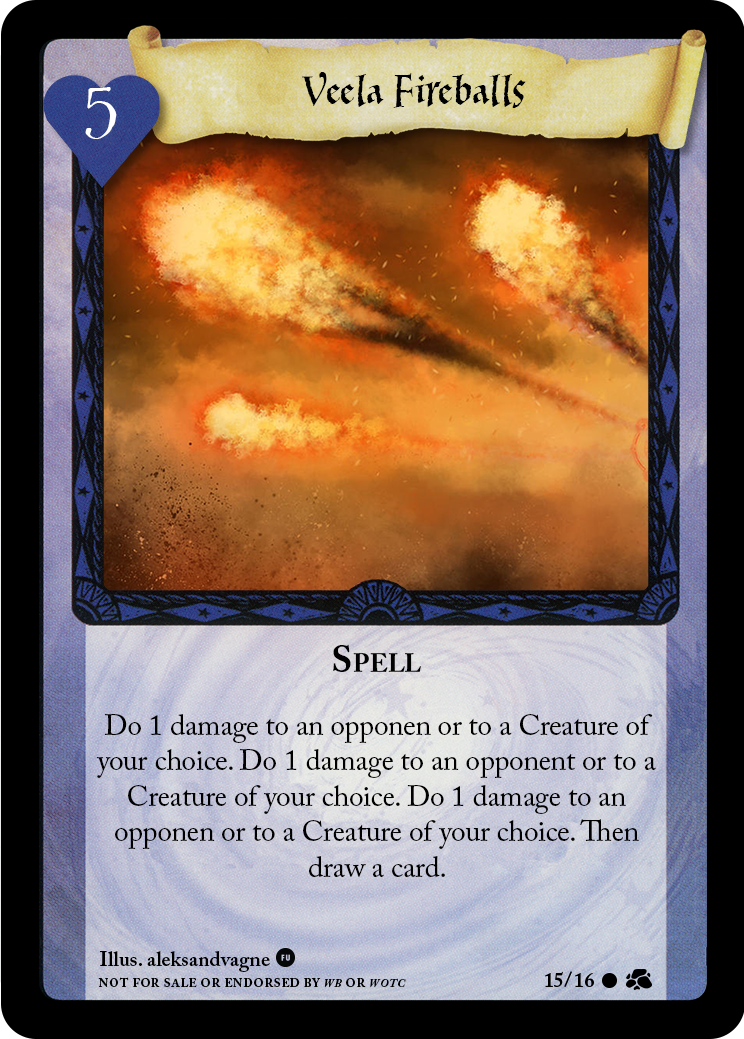 Veela Fireballs
5
SPELL
Do 1 damage to an opponen or to a Creature of
your choice. Do 1 damage to an opponent or to a
Creature of your choice. Do 1 damage to an
opponen or to a Creature of your choice. Then
draw a card.
Illus. aleksandvagne FU
NOT FOR SALE OR ENDORSED BY WB OR WOTC
15/16